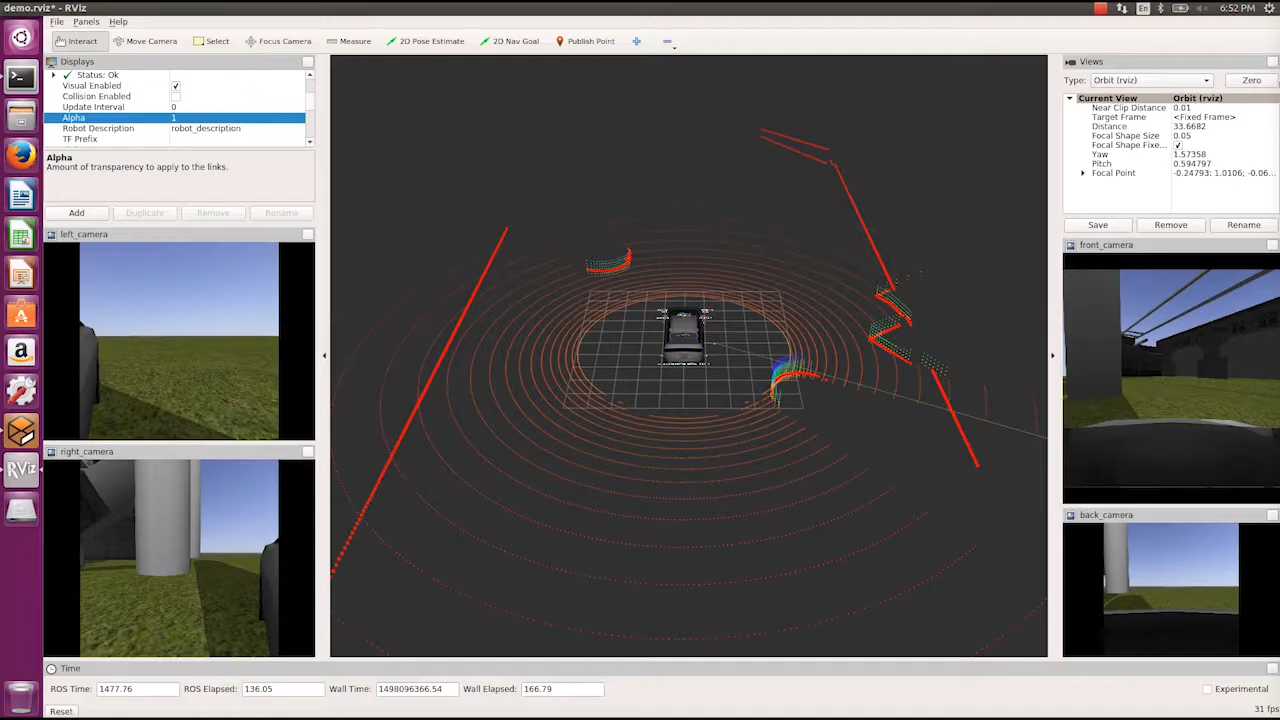 demo.rviz* - RViz
En
6:52 PM
File Panels Help
Interact Move Camera Select Focus Camera Measure 2D Pose Estimate 2D Nav Goal Publish Point
Displays
Status: Ok
Visual Enabled
Collision Enabled
Update Interval 0
Alpha 1
Robot Description robot_description
TF Prefix
Alpha
Amount of transparency to apply to the links.
Add Duplicate Remove Rename
left_camera
right_camera
Views
Type: Orbit (rviz) Zero
Current View Orbit (rviz)
Near Clip Distance 0.01
Target Frame <Fixed Frame>
Distance 33.6682
Focal Shape Size 0.05
Focal Shape Fixe...
Yaw 1.57358
Pitch 0.594797
Focal Point -0.24793; 1.0106; -0.06...
Save Remove Rename
front_camera
back_camera
RViz
Time
ROS Time: 1477.76 ROS Elapsed: 136.05 Wall Time: 1498096366.54 Wall Elapsed: 166.79 Experimental
Reset 31 fps